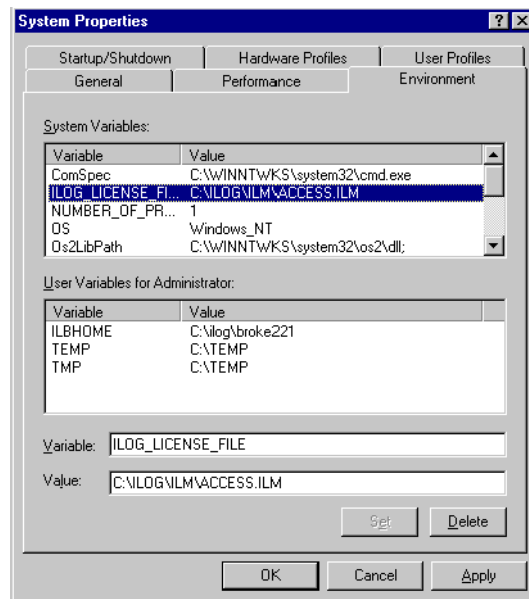 System Properties
Startup/Shutdown Hardware Profiles User Profiles
General Performance Environment
System Variables:
Variable Value
ComSpec C:\WINNTWKS\system32\cmd.exe
ILOG_LICENSE_FI... C:\ILOG\ILM\ACCESS.ILM
NUMBER_OF_PR... 1
OS Windows_NT
Os2LibPath C:\WINNTWKS\system32\os2\dll;
User Variables for Administrator:
Variable Value
ILBHOME C:\ilog\broke221
TEMP C:\TEMP
TMP C:\TEMP
Variable: ILOG_LICENSE_FILE
Value: C:\ILOG\ILM\ACCESS.ILM
Set Delete
OK Cancel Apply